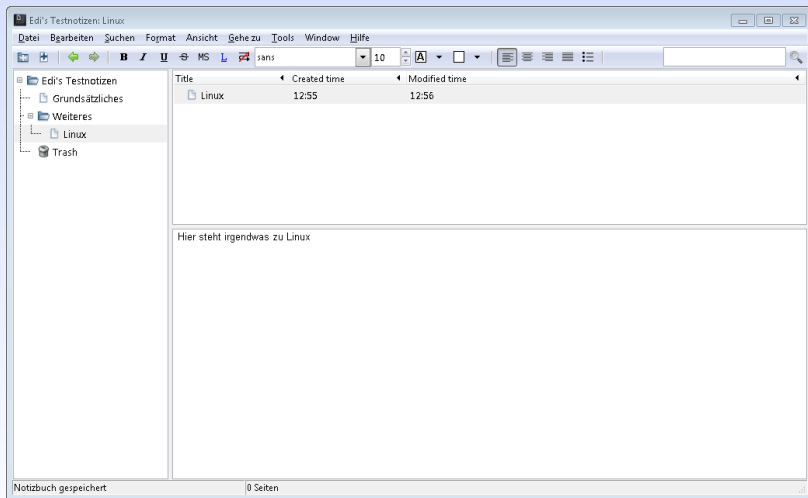 Edi's Testnotizen: Linux
Datei Bearbeiten Suchen Format Ansicht Gehe zu Tools Window Hilfe
B I U S MS L sans 10 A
Edi's Testnotizen
Grundsätzliches
Weiteres
Linux
Trash
Title Created time Modified time
Linux 12:55 12:56
Hier steht irgendwas zu Linux
Notizbuch gespeichert 0 Seiten